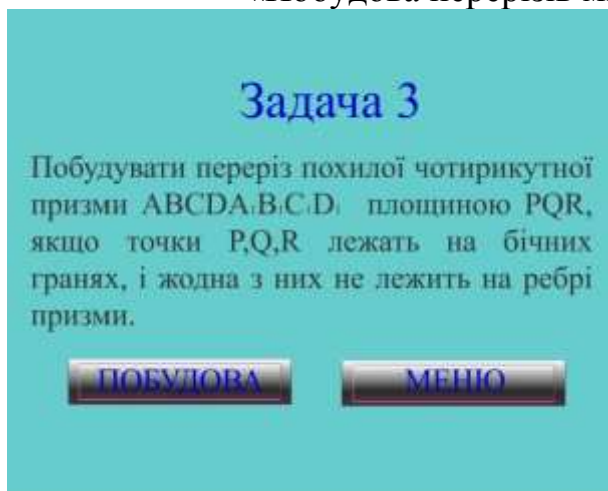 Задача 3
Побудувати переріз похилої чотирикутної
призми ABCDA₁B₁C₁D₁ площиною PQR,
якщо точки P,Q,R лежать на бічних
гранях, і жодна з них не лежить на ребрі
призми.
ПОБУДОВА МЕНЮ